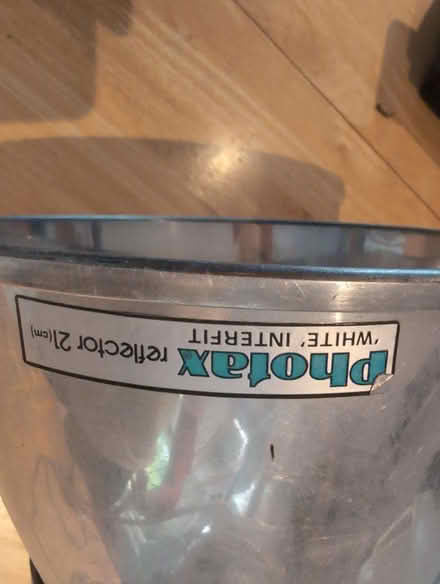 Photax reflector 21(cm)
'WHITE' INTERFIT